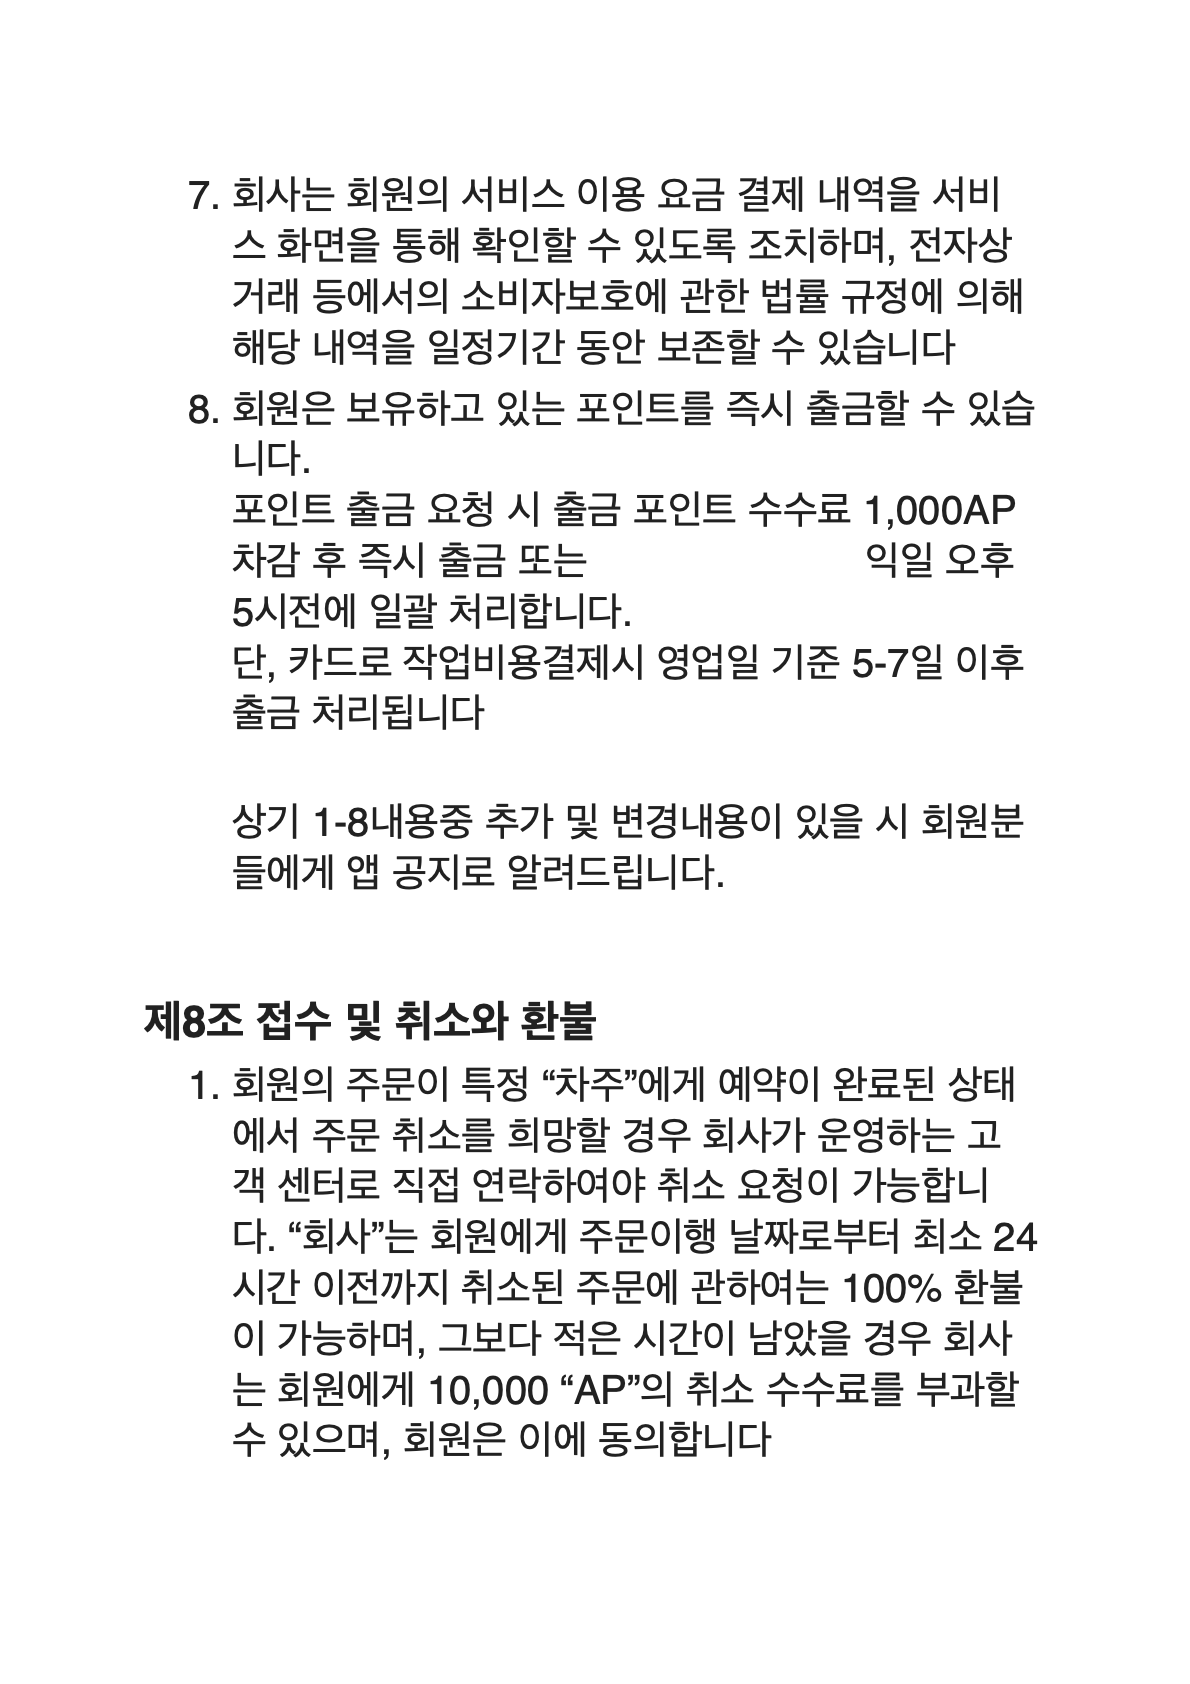 7. 회사는 회원의 서비스 이용 요금 결제 내역을 서비
스 화면을 통해 확인할 수 있도록 조치하며, 전자상
거래 등에서의 소비자보호에 관한 법률 규정에 의해
해당 내역을 일정기간 동안 보존할 수 있습니다
8. 회원은 보유하고 있는 포인트를 즉시 출금할 수 있습
니다.
포인트 출금 요청 시 출금 포인트 수수료 1,000AP
차감 후 즉시 출금 또는 익일 오후
5시전에 일괄 처리합니다.
단, 카드로 작업비용결제시 영업일 기준 5-7일 이후
출금 처리됩니다
상기 1-8내용중 추가 및 변경내용이 있을 시 회원분
들에게 앱 공지로 알려드립니다.
제8조 접수 및 취소와 환불
1. 회원의 주문이 특정 “차주”에게 예약이 완료된 상태
에서 주문 취소를 희망할 경우 회사가 운영하는 고
객 센터로 직접 연락하여야 취소 요청이 가능합니
다. “회사”는 회원에게 주문이행 날짜로부터 최소 24
시간 이전까지 취소된 주문에 관하여는 100% 환불
이 가능하며, 그보다 적은 시간이 남았을 경우 회사
는 회원에게 10,000 “AP”의 취소 수수료를 부과할
수 있으며, 회원은 이에 동의합니다